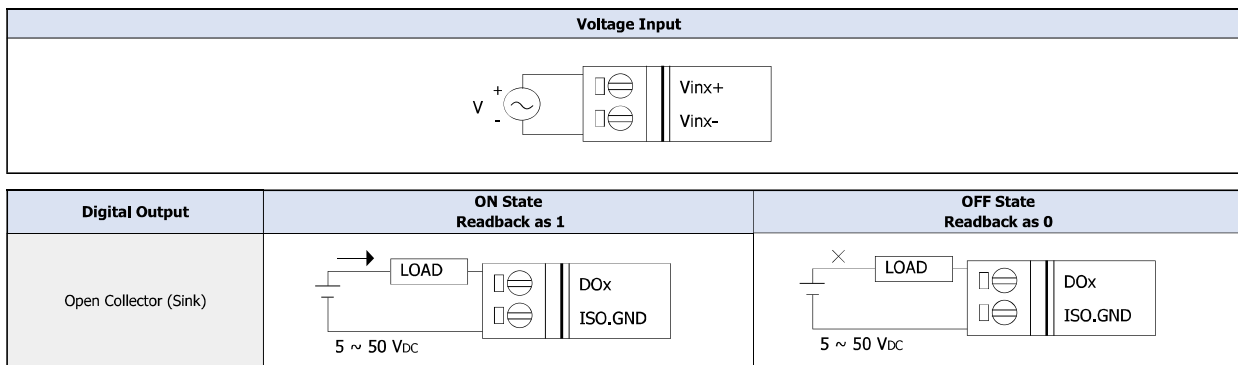 Voltage Input
+
V
-
Vinx+
Vinx-
Digital Output
ON State
Readback as 1
OFF State
Readback as 0
Open Collector (Sink)
LOAD
DOx
ISO.GND
5 ~ 50 VDC
LOAD
DOx
ISO.GND
5 ~ 50 VDC